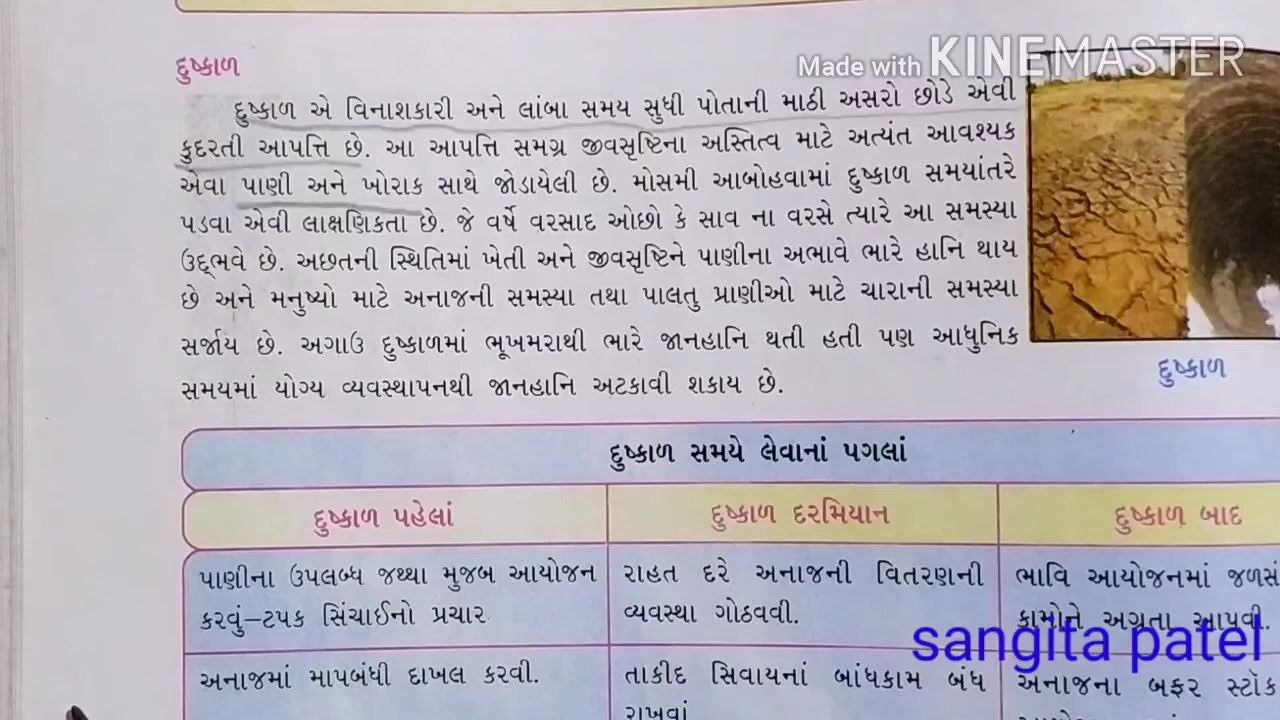 Made with KINEMASTER
દુષ્કાળ
દુષ્કાળ એ વિનાશકારી અને લાંબા સમય સુધી પોતાની માઠી અસરો છોડે એવી
કુદરતી આપત્તિ છે. આ આપત્તિ સમગ્ર જીવસૃષ્ટિના અસ્તિત્વ માટે અત્યંત આવશ્યક
એવા પાણી અને ખોરાક સાથે જોડાયેલી છે. મોસમી આબોહવામાં દુષ્કાળ સમયાંતરે
પડવા એવી લાક્ષણિકતા છે. જે વર્ષે વરસાદ ઓછો કે સાવ ના વરસે ત્યારે આ સમસ્યા
ઉદ્ભવે છે. અછતની સ્થિતિમાં ખેતી અને જીવસૃષ્ટિને પાણીના અભાવે ભારે હાનિ થાય
છે અને મનુષ્યો માટે અનાજની સમસ્યા તથા પાલતુ પ્રાણીઓ માટે ચારાની સમસ્યા
સર્જાય છે. અગાઉ દુષ્કાળમાં ભૂખમરાથી ભારે જાનહાનિ થતી હતી પણ આધુનિક
સમયમાં યોગ્ય વ્યવસ્થાપનથી જાનહાનિ અટકાવી શકાય છે.
દુષ્કાળ
દુષ્કાળ સમયે લેવાનાં પગલાં
દુષ્કાળ પહેલાં
દુષ્કાળ દરમિયાન
દુષ્કાળ બાદ
પાણીના ઉપલબ્ધ જથ્થા મુજબ આયોજન
કરવું–ટપક સિંચાઈનો પ્રચાર
રાહત દરે અનાજની વિતરણની
વ્યવસ્થા ગોઠવવી.
ભાવિ આયોજનમાં
કામોને અગ્રતા આપવી.
અનાજમાં માપબંધી દાખલ કરવી.
તાકીદ સિવાયનાં બાંધકામ બંધ
રાખવાં
અનાજના બફર સ્ટૉક
sangita patel